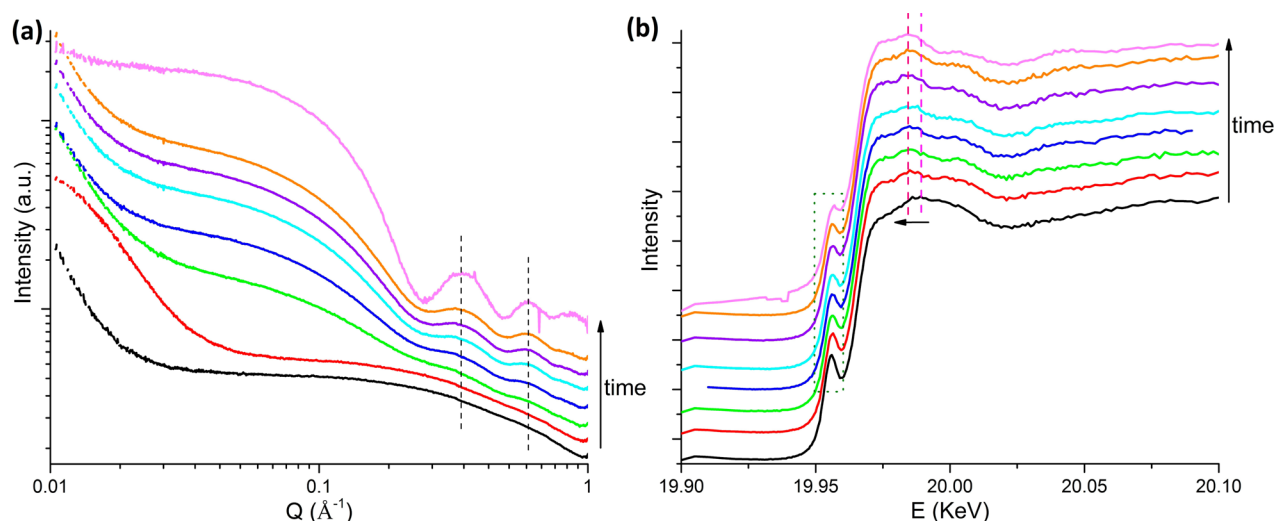 (a)
Intensity (a.u.)
time
0.01
0.1
1
Q (Å⁻¹)
(b)
Intensity
time
19.90
19.95
20.00
20.05
20.10
E (KeV)